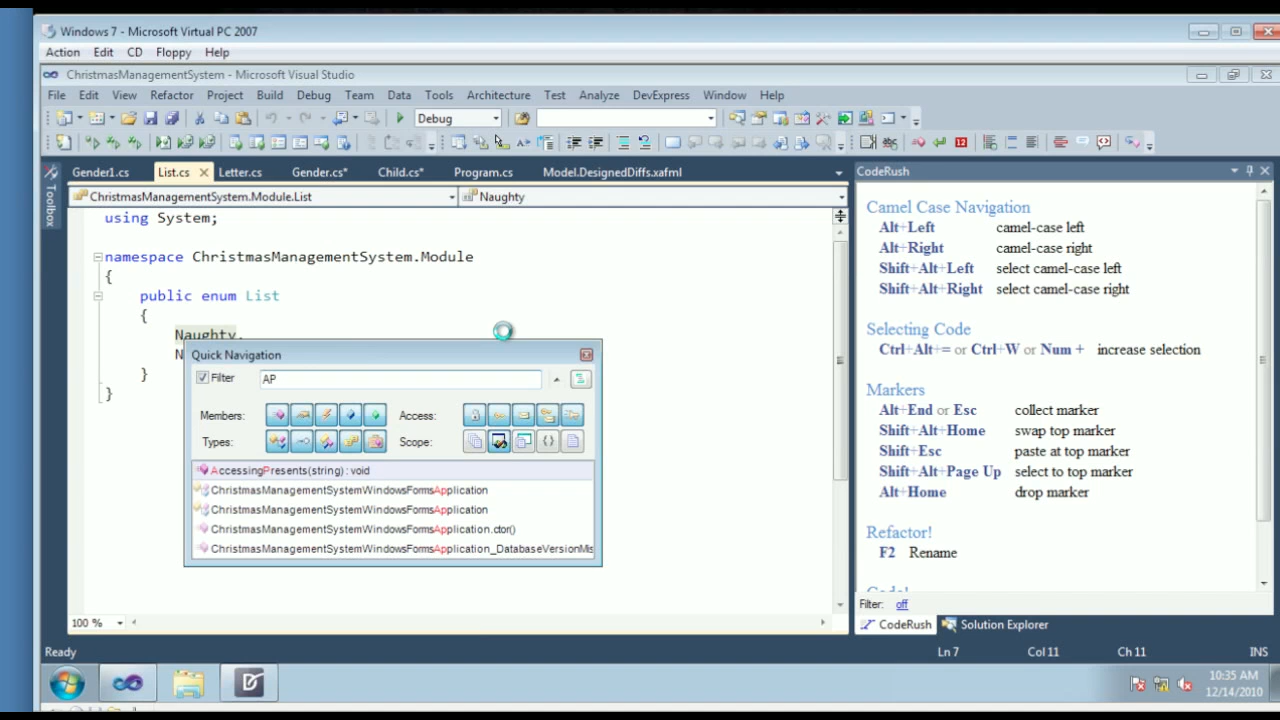 Windows 7 - Microsoft Virtual PC 2007
Action Edit CD Floppy Help
ChristmasManagementSystem - Microsoft Visual Studio
File Edit View Refactor Project Build Debug Team Tools Architecture Test Analyze DevExpress Window Help
Debug
Toolbox
Gender1.cs List.cs Letter.cs Gender.cs* Child.cs* Program.cs Model.DesignedDiffs.xafml
ChristmasManagementSystem.Module.List Naughty
using System;
namespace ChristmasManagementSystem.Module
{
public enum List
{
Naughty,
N
}
}
Quick Navigation
Filter AP
Members: Access:
Types: Scope:
AccessingPresents(string) : void
ChristmasManagementSystemWindowsFormsApplication
ChristmasManagementSystemWindowsFormsApplication
ChristmasManagementSystemWindowsFormsApplication.ctor()
ChristmasManagementSystemWindowsFormsApplication_DatabaseVersionMis
100 %
CodeRush
Camel Case Navigation
Alt+Left camel-case left
Alt+Right camel-case right
Shift+Alt+Left select camel-case left
Shift+Alt+Right select camel-case right
Selecting Code
Ctrl+Alt+= or Ctrl+W or Num + increase selection
Markers
Alt+End or Esc collect marker
Shift+Alt+Home swap top marker
Shift+Esc paste at top marker
Shift+Alt+Page Up select to top marker
Alt+Home drop marker
Refactor!
F2 Rename
Code!
Filter: off
CodeRush Solution Explorer
Ready Ln 7 Col 11 Ch 11 INS
10:35 AM
12/14/2010